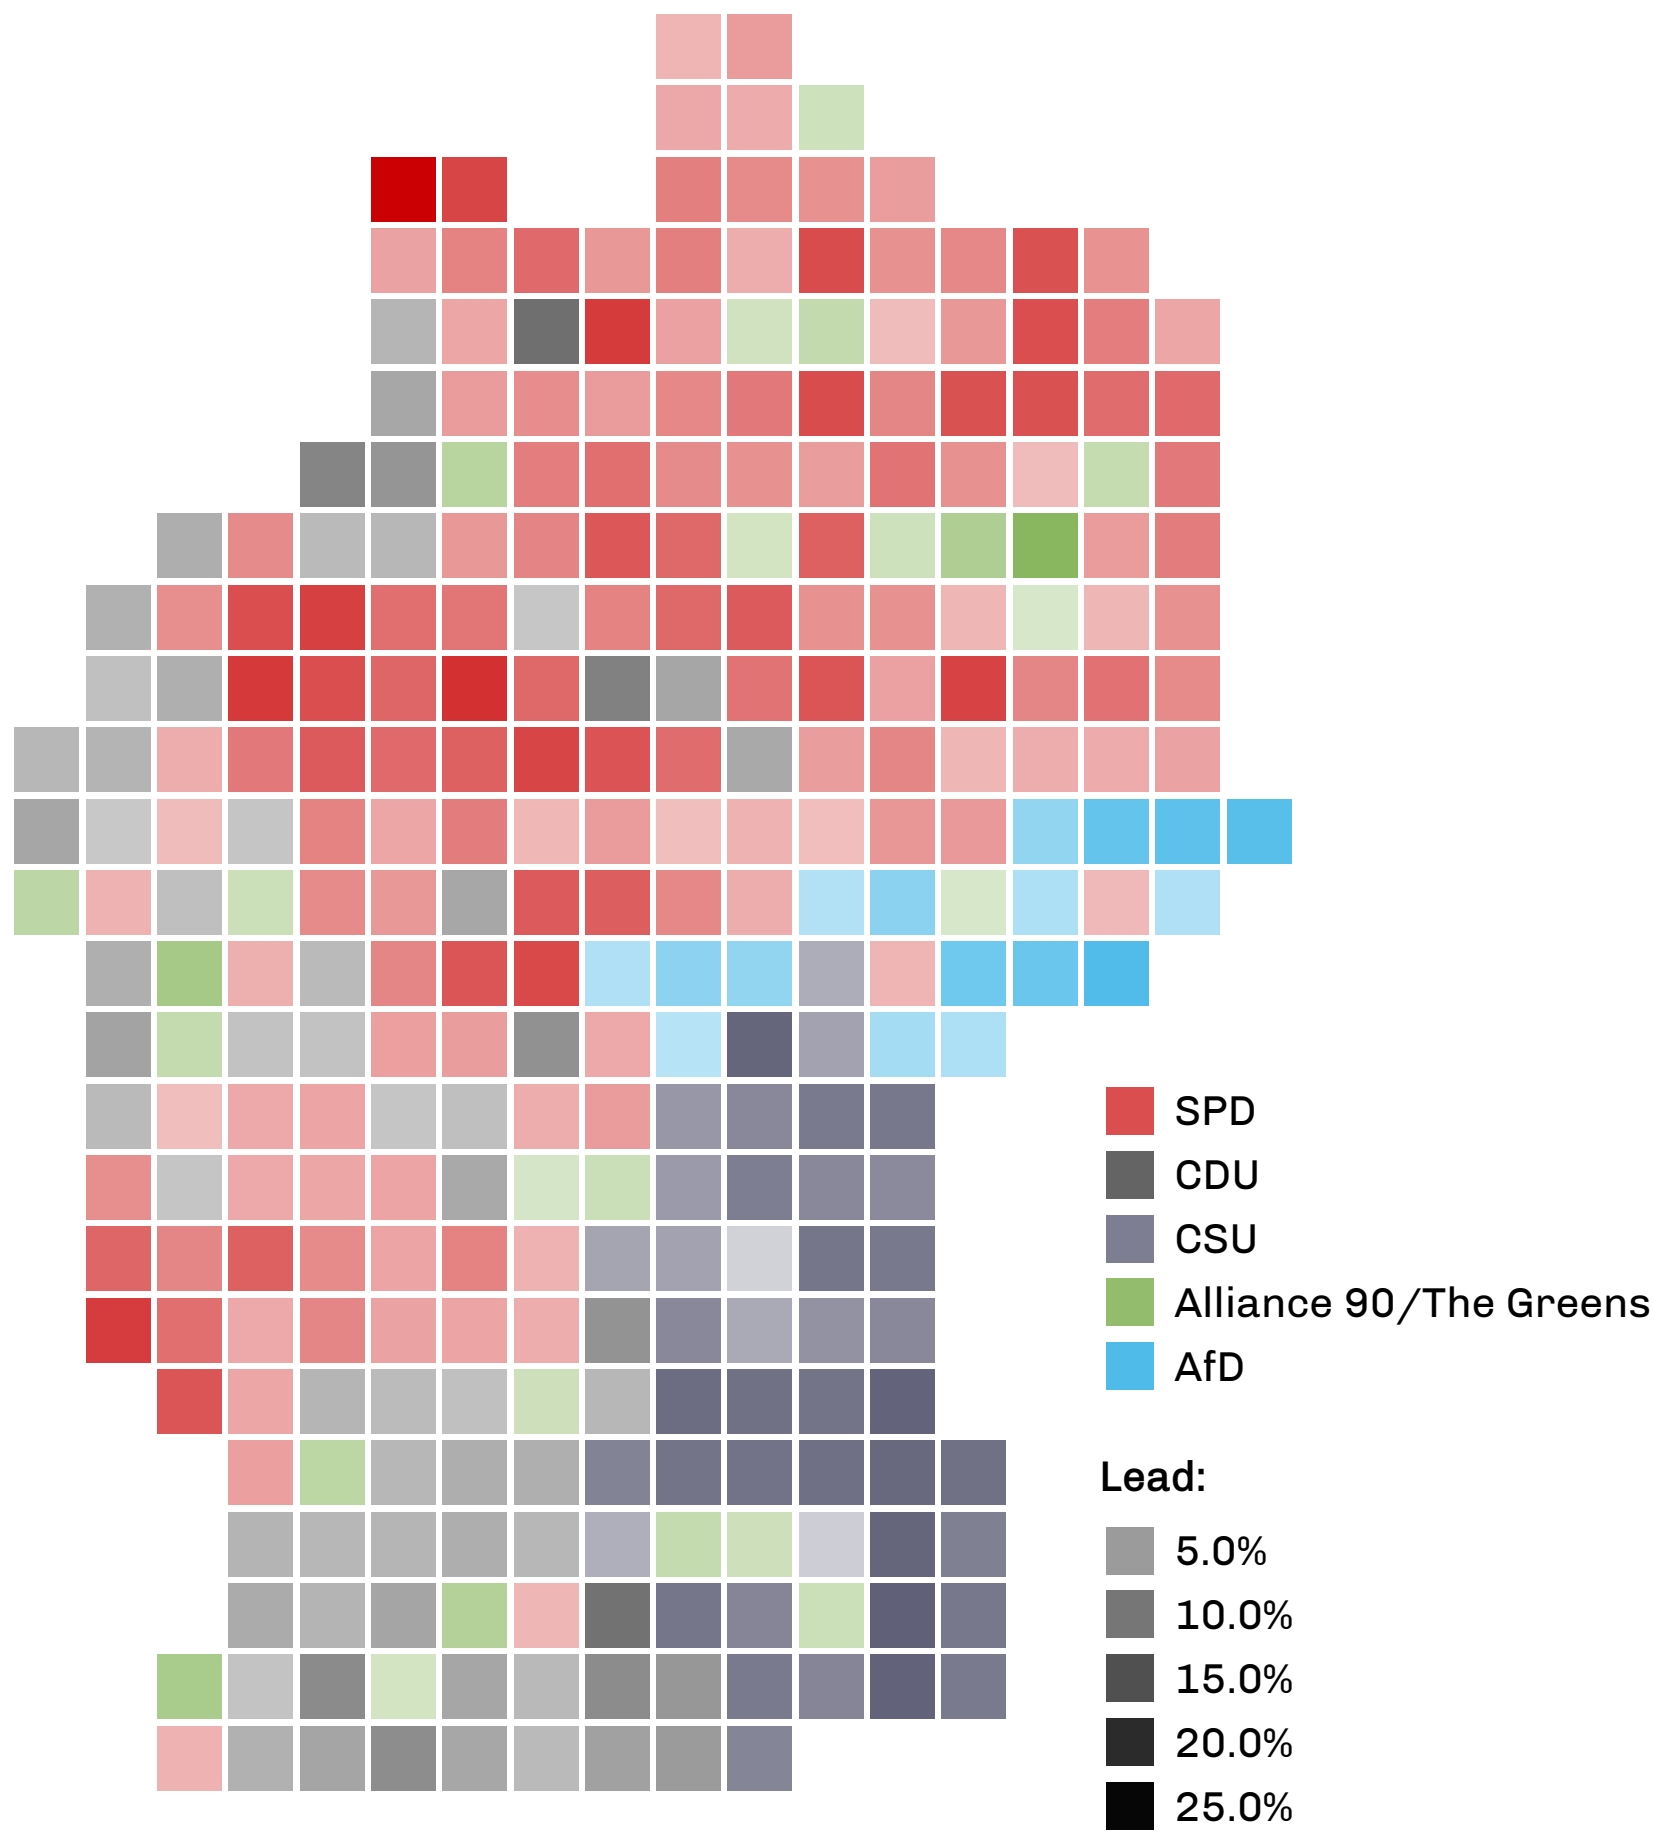 SPD
CDU
CSU
Alliance 90/The Greens
AfD
Lead:
5.0%
10.0%
15.0%
20.0%
25.0%